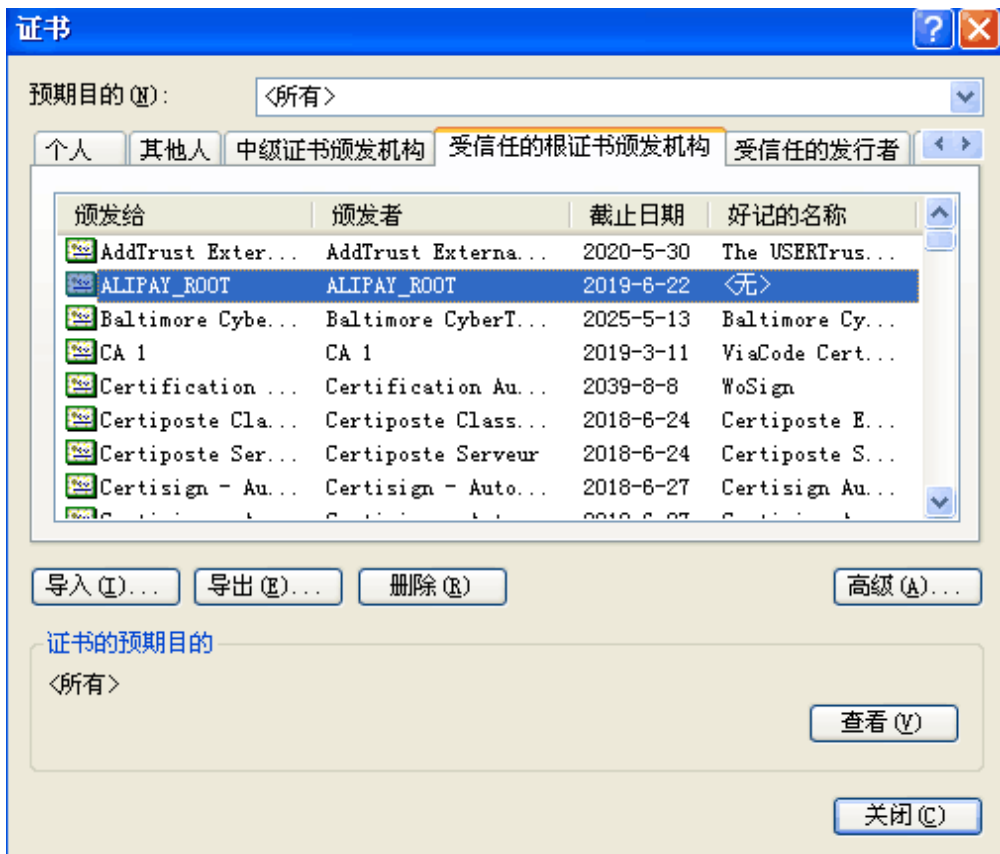 证书
预期目的(N): <所有>
个人 其他人 中级证书颁发机构 受信任的根证书颁发机构 受信任的发行者
颁发给 颁发者 截止日期 好记的名称
AddTrust Exter... AddTrust Externa... 2020-5-30 The USERTrus...
ALIPAY_ROOT ALIPAY_ROOT 2019-6-22 <无>
Baltimore Cybe... Baltimore CyberT... 2025-5-13 Baltimore Cy...
CA 1 CA 1 2019-3-11 ViaCode Cert...
Certification ... Certification Au... 2039-8-8 WoSign
Certiposte Cla... Certiposte Class... 2018-6-24 Certiposte E...
Certiposte Ser... Certiposte Serveur 2018-6-24 Certiposte S...
Certisign - Au... Certisign - Auto... 2018-6-27 Certisign Au...
导入(I)... 导出(E)... 删除(R) 高级(A)...
证书的预期目的
<所有>
查看(V)
关闭(C)